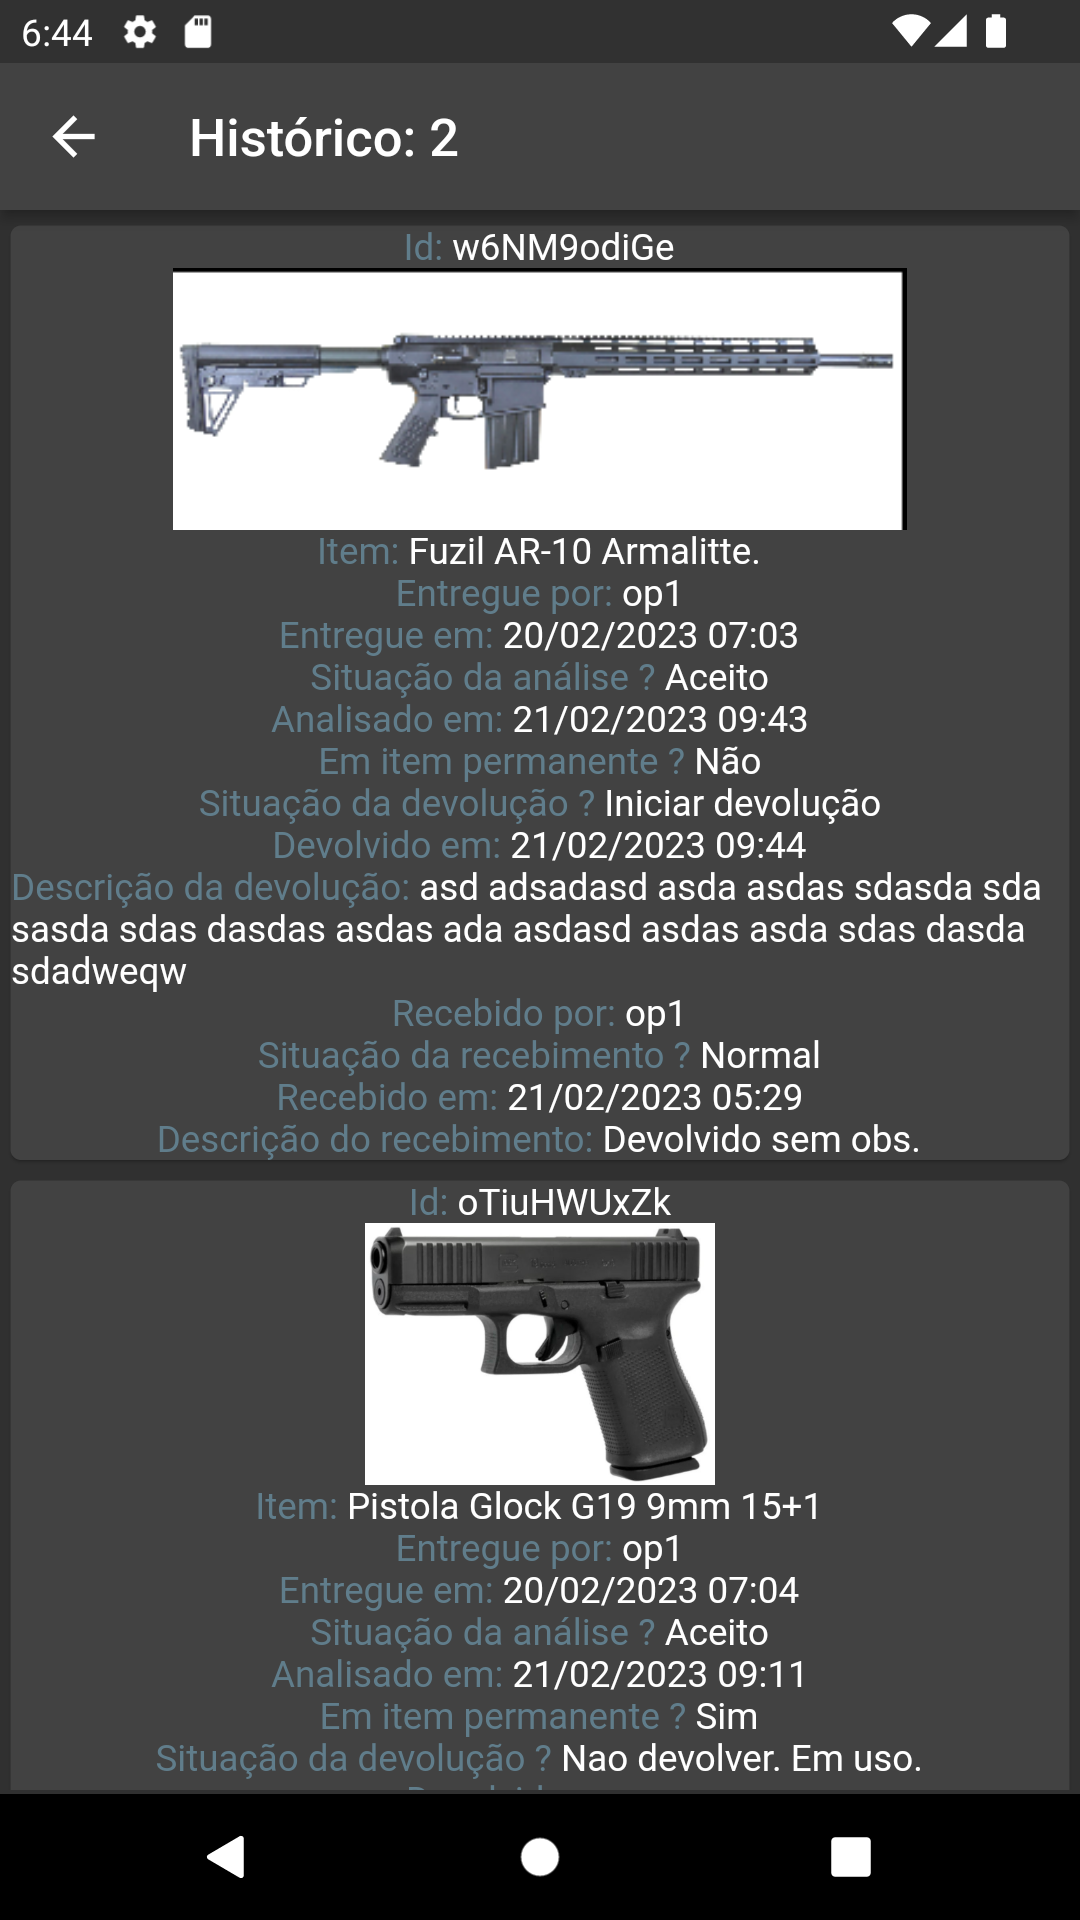 6:44
Histórico: 2
Id: w6NM9odiGe
Item: Fuzil AR-10 Armalitte.
Entregue por: op1
Entregue em: 20/02/2023 07:03
Situação da análise ? Aceito
Analisado em: 21/02/2023 09:43
Em item permanente ? Não
Situação da devolução ? Iniciar devolução
Devolvido em: 21/02/2023 09:44
Descrição da devolução: asd adsadasd asda asdas sdasda sda
sasda sdas dasdas asdas ada asdasd asdas asda sdas dasda
sdadweqw
Recebido por: op1
Situação da recebimento ? Normal
Recebido em: 21/02/2023 05:29
Descrição do recebimento: Devolvido sem obs.
Id: oTiuHWUxZk
Item: Pistola Glock G19 9mm 15+1
Entregue por: op1
Entregue em: 20/02/2023 07:04
Situação da análise ? Aceito
Analisado em: 21/02/2023 09:11
Em item permanente ? Sim
Situação da devolução ? Nao devolver. Em uso.